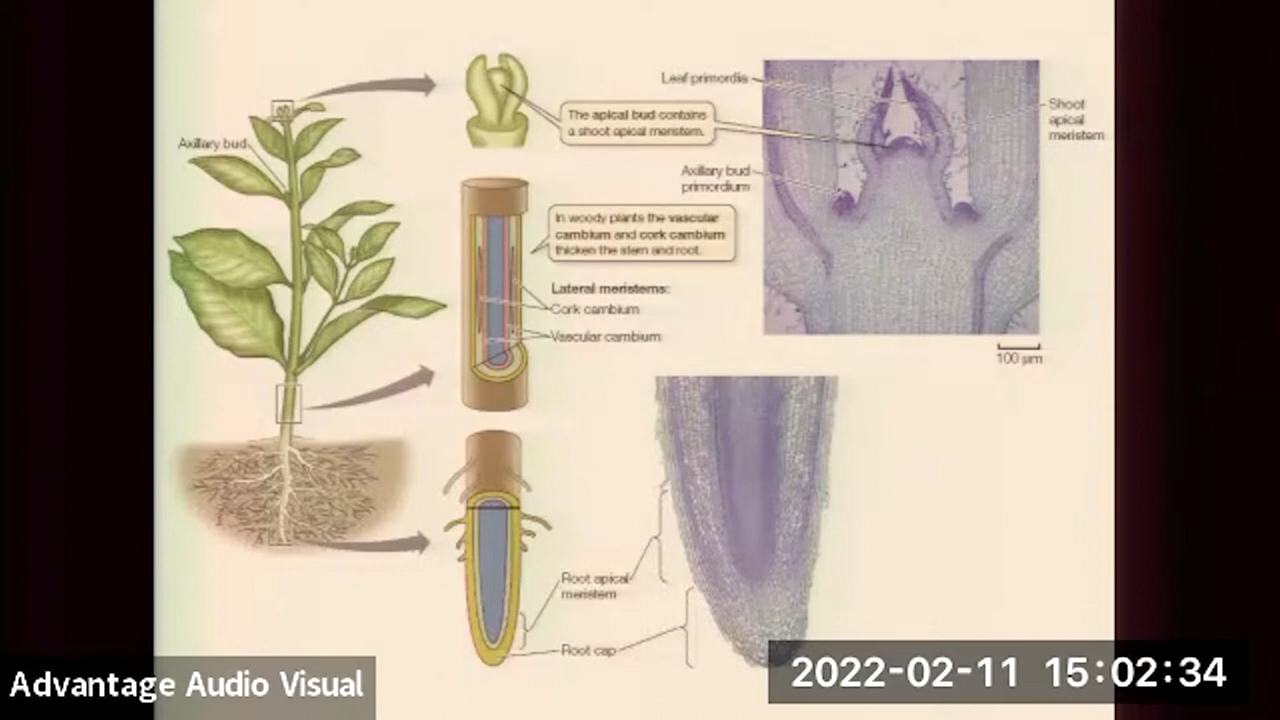 Leaf primordia
The apical bud contains
a shoot apical meristem.
Shoot
apical
meristem
Axillary bud
Axillary bud
primordium
In woody plants the vascular
cambium and cork cambium
thicken the stem and root.
Lateral meristems:
Cork cambium
Vascular cambium
100 µm
Root apical
meristem
Root cap
Advantage Audio Visual
2022-02-11 15:02:34